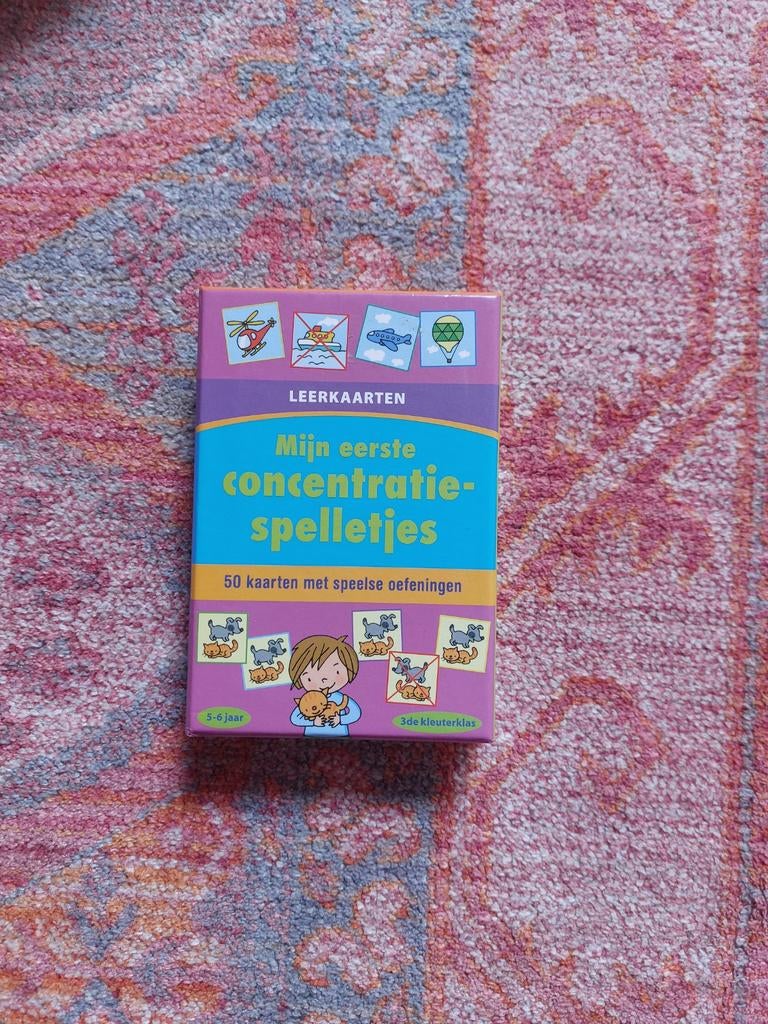 LEERKAARTEN
Mijn eerste
concentratie-
spelletjes
50 kaarten met speelse oefeningen
5-6 jaar
3de kleuterklas